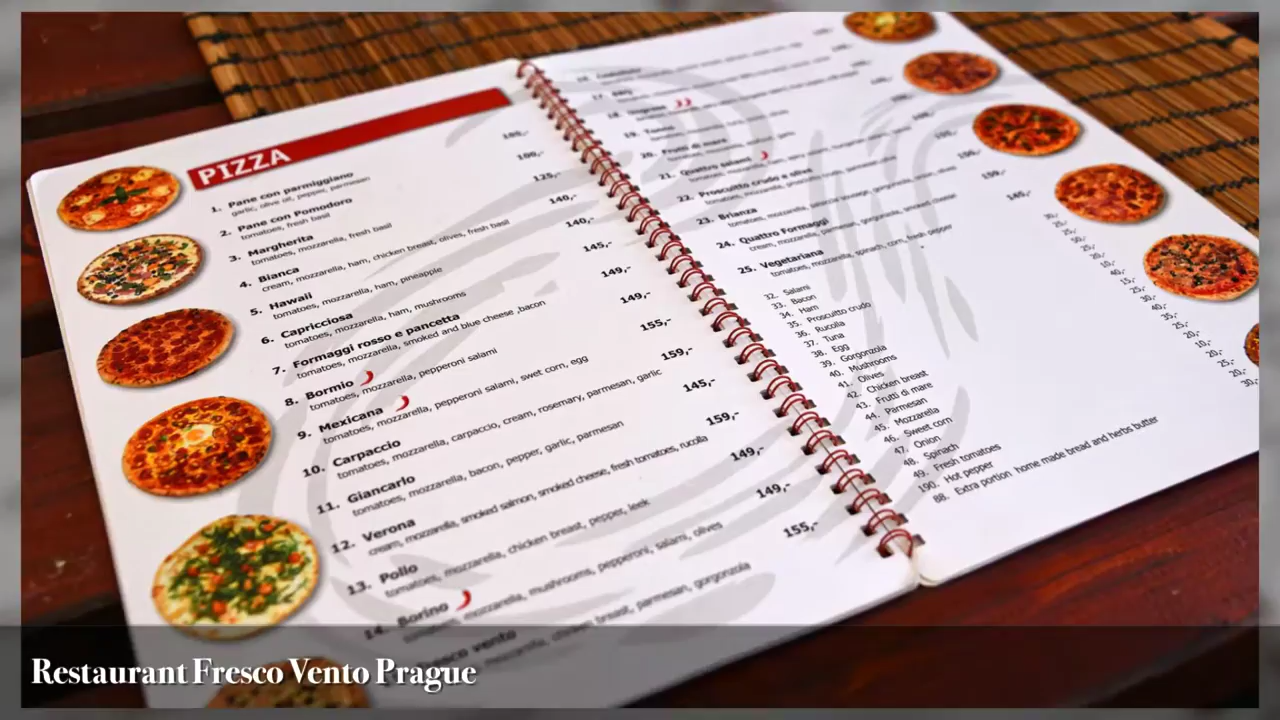 PIZZA
1. Pane con parmiggiano
garlic, olive oil, pepper, parmesan
100,-
2. Pane con Pomodoro
tomatoes, fresh basil
100,-
3. Margherita
tomatoes, mozzarella, fresh basil
125,-
4. Bianca
cream, mozzarella, ham, chicken breast, olives, fresh basil
140,-
5. Hawaii
tomatoes, mozzarella, ham, pineapple
140,-
6. Capricciosa
tomatoes, mozzarella, ham, mushrooms
145,-
7. Formaggi rosso e pancetta
tomatoes, mozzarella, smoked and blue cheese ,bacon
149,-
8. Bormio
tomatoes, mozzarella, pepperoni salami
149,-
9. Mexicana
tomatoes, mozzarella, pepperoni salami, swet corn, egg
155,-
10. Carpaccio
tomatoes, mozzarella, carpaccio, cream, rosemary, parmesan, garlic
159,-
11. Giancarlo
tomatoes, mozzarella, bacon, pepper, garlic, parmesan
145,-
12. Verona
cream, mozzarella, smoked salmon, smoked cheese, fresh tomatoes, rucolla
159,-
13. Pollo
tomatoes, mozzarella, chicken breast, pepper, leek
149,-
14. Borino
tomatoes, mozzarella, mushrooms, pepperoni, salami, olives
149,-
vento
mozzarella, chicken breast, parmesan, gorgonzola
155,-
17.
18.
19.
20. Frutti di mare
21. Quattro salami
22. Proscuitto crudo e olive
23. Brianza
24. Quattro Formaggi
cream, mozzarella, parmesan, gorgonzola, smoked cheese
25. Vegetariana
tomatoes, mozzarella, spinach, corn, fresh pepper
145,-
32. Salami
33. Bacon
34. Ham
35. Proscuitto crudo
36. Rucolla
37. Tuna
38. Egg
39. Gorgonzola
40. Mushrooms
41. Olives
42. Chicken breast
43. Frutti di mare
44. Parmesan
45. Mozzarella
46. Sweet corn
47. Onion
48. Spinach
49. Fresh tomatoes
190. Hot pepper
88. Extra portion home made bread and herbs butter
Restaurant Fresco Vento Prague